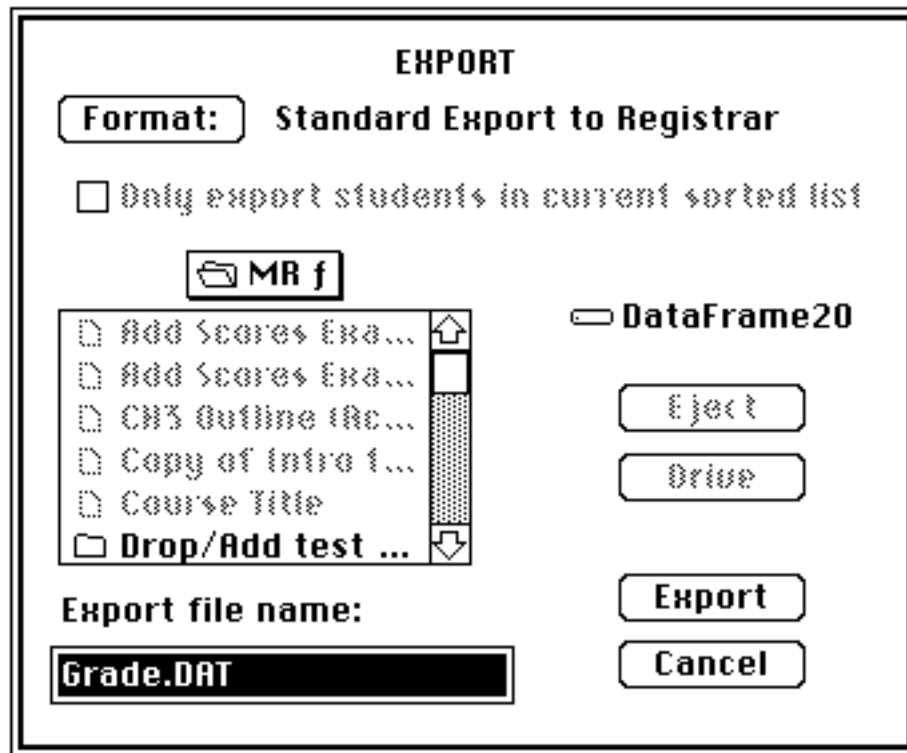 EXPORT
Format: Standard Export to Registrar
Only export students in current sorted list
MR ƒ
Add Scores Exa...
Add Scores Exa...
CH3 Outline (Ac...
Copy of Intro t...
Course Title
Drop/Add test ...
DataFrame20
Eject
Drive
Export file name:
Grade.DAT
Export
Cancel